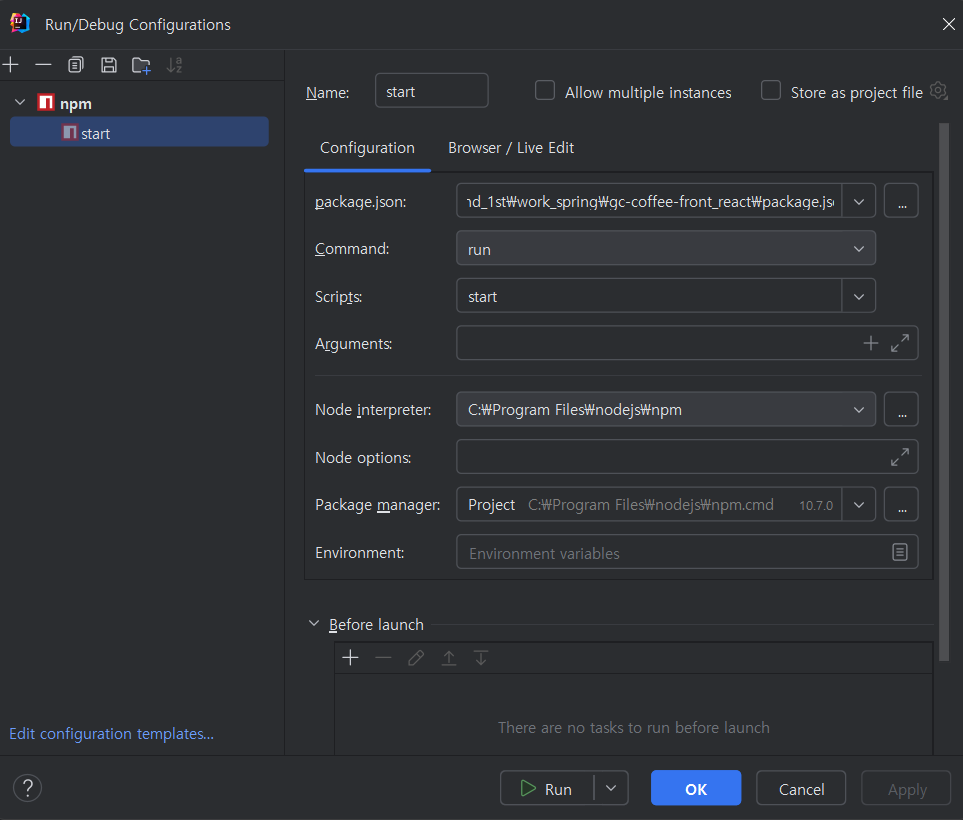 Run/Debug Configurations
npm
start
Edit configuration templates...
Name:
start
Allow multiple instances
Store as project file
Configuration
Browser / Live Edit
package.json:
nd_1st₩work_spring₩gc-coffee-front_react₩package.js
...
Command:
run
Scripts:
start
Arguments:
Node interpreter:
C:₩Program Files₩nodejs₩npm
...
Node options:
Package manager:
Project C:₩Program Files₩nodejs₩npm.cmd 10.7.0
...
Environment:
Environment variables
Before launch
There are no tasks to run before launch
?
Run
OK
Cancel
Apply